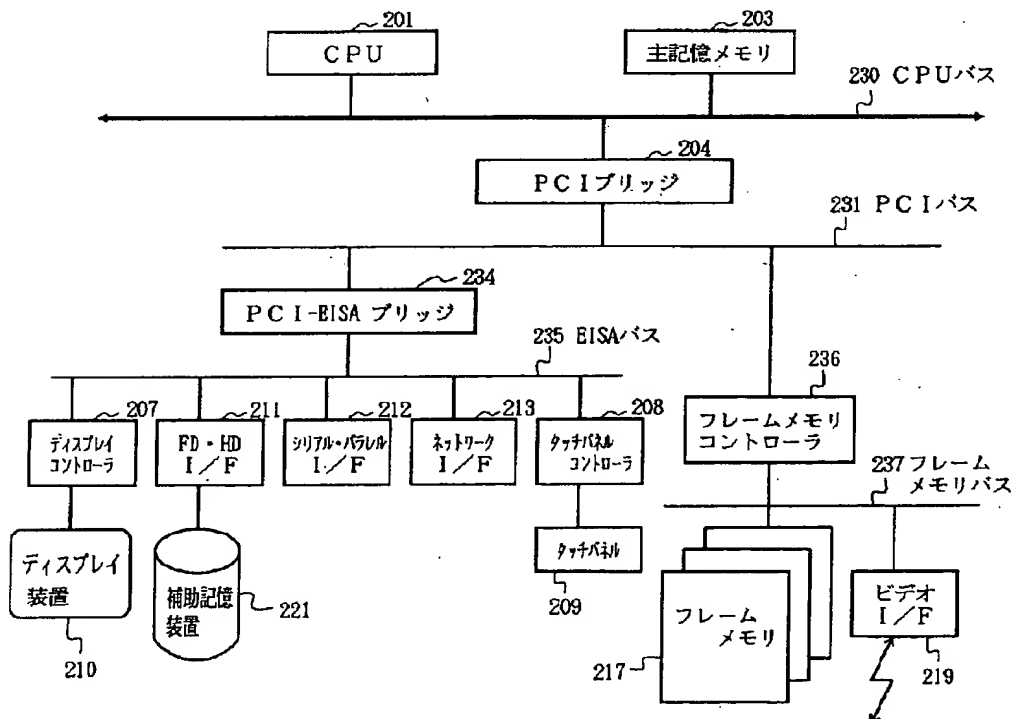 201
CPU
203
主記憶メモリ
230 CPUバス
204
PCIブリッジ
231 PCIバス
234
PCI-EISA ブリッジ
235 EISAバス
207
ディスプレイ
コントローラ
211
FD・HD
I/F
212
シリアル・パラレル
I/F
213
ネットワーク
I/F
208
タッチパネル
コントローラ
236
フレームメモリ
コントローラ
237 フレーム
メモリバス
ディスプレイ
装置
210
補助記憶
装置
221
タッチパネル
209
フレーム
メモリ
217
ビデオ
I/F
219